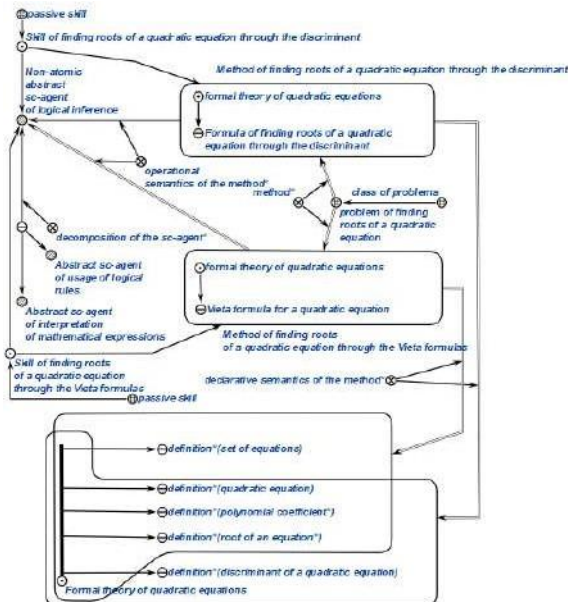 passive skill
Skill of finding roots of a quadratic equation through the discriminant
Method of finding roots of a quadratic equation through the discriminant
Non-atomic
abstract
sc-agent
of logical inference
formal theory of quadratic equations
Formula of finding roots of a quadratic
equation through the discriminant
operational
semantics of the method*
method*
class of problems
problem of finding
roots of a quadratic
equation
decomposition of the sc-agent*
Abstract sc-agent
of usage of logical
rules
formal theory of quadratic equations
Vieta formula for a quadratic equation
Abstract sc-agent
of interpretation
of mathematical expressions
Method of finding roots
of a quadratic equation through the Vieta formulas
Skill of finding roots
of a quadratic equation
through the Vieta formulas
declarative semantics of the method*
passive skill
definition*(set of equations)
definition*(quadratic equation)
definition*(polynomial coefficient*)
definition*(root of an equation*)
definition*(discriminant of a quadratic equation)
Formal theory of quadratic equations